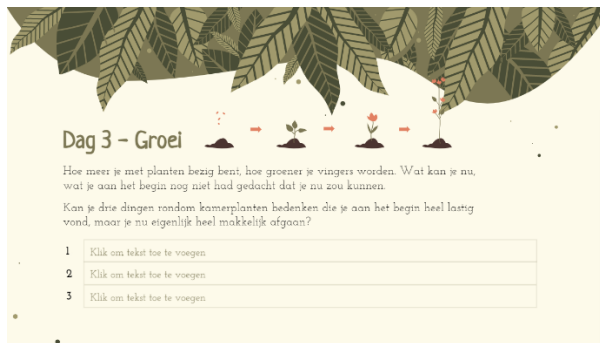 Dag 3 – Groei
Hoe meer je met planten bezig bent, hoe groener je vingers worden. Wat kan je nu,
wat je aan het begin nog niet had gedacht dat je nu zou kunnen.
Kan je drie dingen rondom kamerplanten bedenken die je aan het begin heel lastig
vond, maar je nu eigenlijk heel makkelijk afgaan?
1 Klik om tekst toe te voegen
2 Klik om tekst toe te voegen
3 Klik om tekst toe te voegen